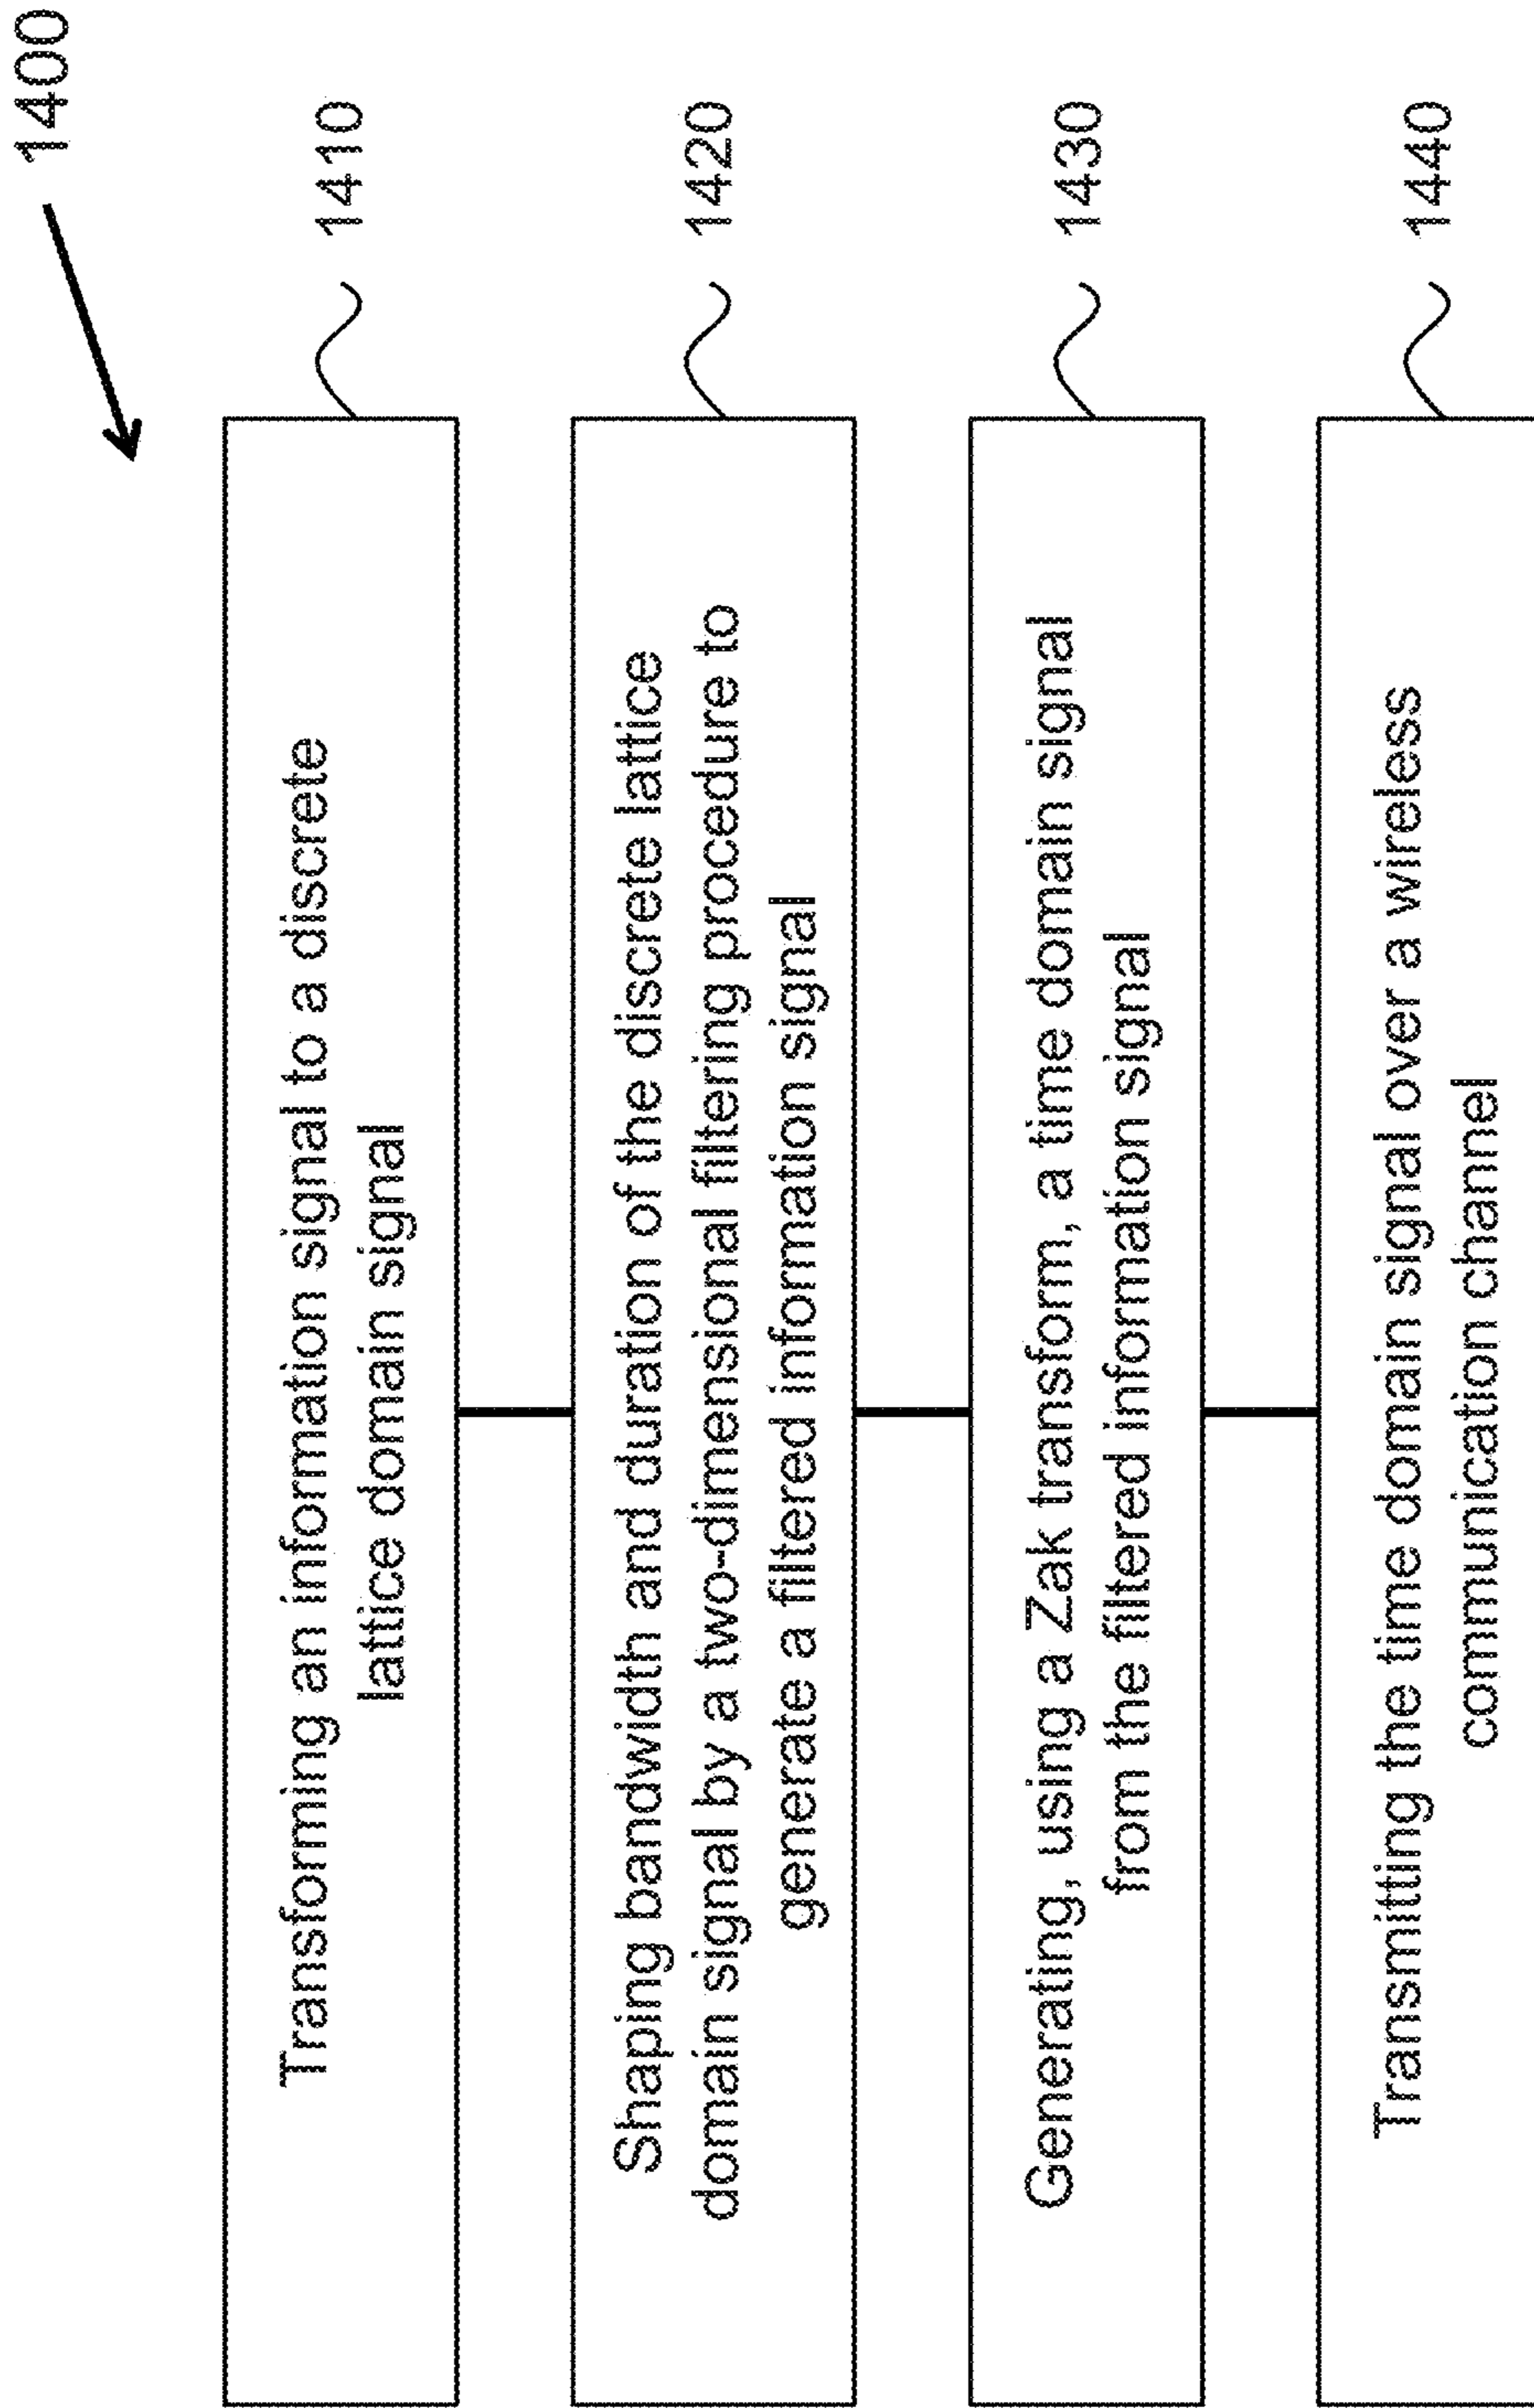 1400
Transforming an information signal to a discrete
lattice domain signal
1410
Shaping bandwidth and duration of the discrete lattice
domain signal by a two-dimensional filtering procedure to
generate a filtered information signal
1420
Generating, using a Zak transform, a time domain signal
from the filtered information signal
1430
Transmitting the time domain signal over a wireless
communication channel
1440